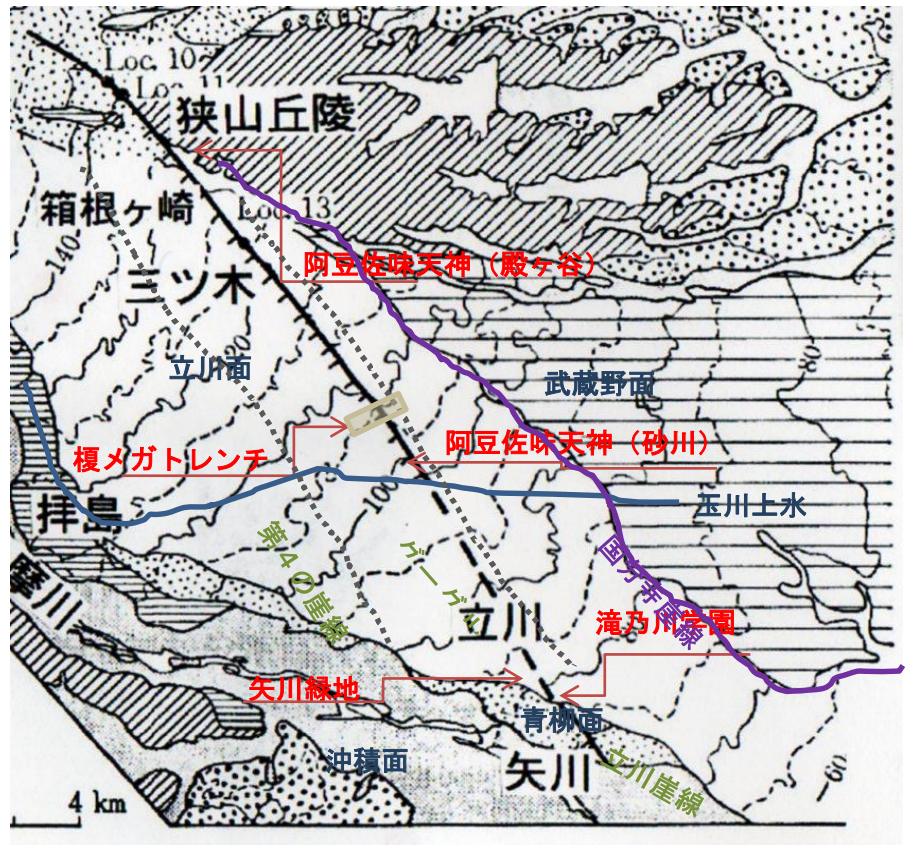 Loc. 10
Loc. 11
狭山丘陵
箱根ヶ崎
Loc. 13
140
阿豆佐味天神（殿ヶ谷）
三ツ木
120
立川面
武蔵野面
80
阿豆佐味天神（砂川）
榎メガトレンチ
100
玉川上水
拝島
第４の崖線
グーグル
国分寺崖線
摩川
立川
滝乃川学園
矢川緑地
青柳面
沖積面
矢川
立川崖線
60
4 km